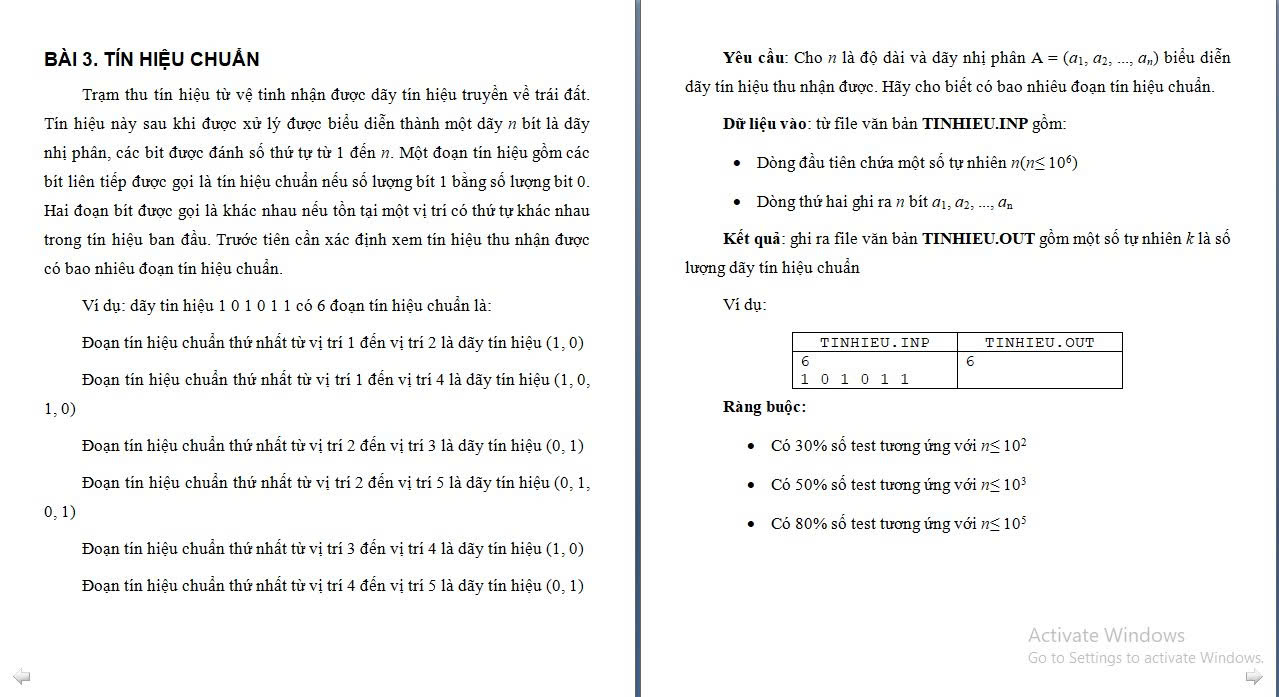 BÀI 3. TÍN HIỆU CHUẨN
Trạm thu tín hiệu từ vệ tinh nhận được dãy tín hiệu truyền về trái đất.
Tín hiệu này sau khi được xử lý được biểu diễn thành một dãy n bít là dãy
nhị phân, các bit được đánh số thứ tự từ 1 đến n. Một đoạn tín hiệu gồm các
bít liên tiếp được gọi là tín hiệu chuẩn nếu số lượng bít 1 bằng số lượng bit 0.
Hai đoạn bít được gọi là khác nhau nếu tồn tại một vị trí có thứ tự khác nhau
trong tín hiệu ban đầu. Trước tiên cần xác định xem tín hiệu thu nhận được
có bao nhiêu đoạn tín hiệu chuẩn.
Ví dụ: dãy tin hiệu 1 0 1 0 1 1 có 6 đoạn tín hiệu chuẩn là:
Đoạn tín hiệu chuẩn thứ nhất từ vị trí 1 đến vị trí 2 là dãy tín hiệu (1, 0)
Đoạn tín hiệu chuẩn thứ nhất từ vị trí 1 đến vị trí 4 là dãy tín hiệu (1, 0,
1, 0)
Đoạn tín hiệu chuẩn thứ nhất từ vị trí 2 đến vị trí 3 là dãy tín hiệu (0, 1)
Đoạn tín hiệu chuẩn thứ nhất từ vị trí 2 đến vị trí 5 là dãy tín hiệu (0, 1,
0, 1)
Đoạn tín hiệu chuẩn thứ nhất từ vị trí 3 đến vị trí 4 là dãy tín hiệu (1, 0)
Đoạn tín hiệu chuẩn thứ nhất từ vị trí 4 đến vị trí 5 là dãy tín hiệu (0, 1)
Yêu cầu: Cho n là độ dài và dãy nhị phân A = (a₁, a₂, ..., aₙ) biểu diễn
dãy tín hiệu thu nhận được. Hãy cho biết có bao nhiêu đoạn tín hiệu chuẩn.
Dữ liệu vào: từ file văn bản TINHIEU.INP gồm:
• Dòng đầu tiên chứa một số tự nhiên n(n≤ 10⁶)
• Dòng thứ hai ghi ra n bít a₁, a₂, ..., aₙ
Kết quả: ghi ra file văn bản TINHIEU.OUT gồm một số tự nhiên k là số
lượng dãy tín hiệu chuẩn
Ví dụ:
TINHIEU.INP TINHIEU.OUT
6 6
1 0 1 0 1 1
Ràng buộc:
• Có 30% số test tương ứng với n≤ 10²
• Có 50% số test tương ứng với n≤ 10³
• Có 80% số test tương ứng với n≤ 10⁵
Activate Windows
Go to Settings to activate Windows.